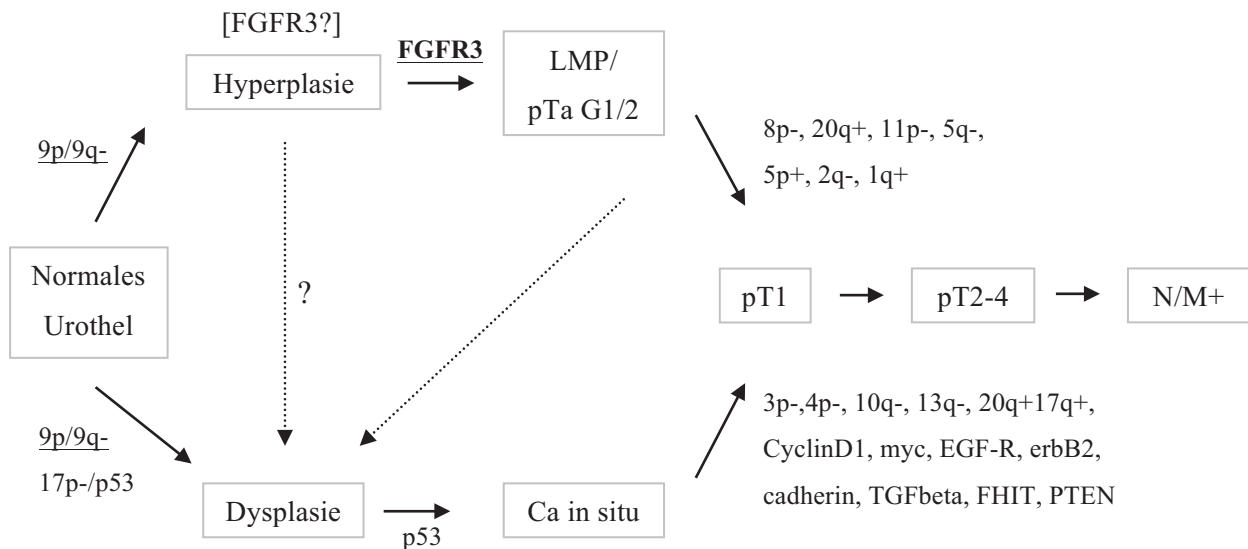 [FGFR3?]
Hyperplasie
FGFR3
LMP/
pTa G1/2
9p/9q-
8p-, 20q+, 11p-, 5q-,
5p+, 2q-, 1q+
Normales
Urothel
?
pT1
pT2-4
N/M+
9p/9q-
17p-/p53
3p-,4p-, 10q-, 13q-, 20q+17q+,
CyclinD1, myc, EGF-R, erbB2,
cadherin, TGFbeta, FHIT, PTEN
Dysplasie
p53
Ca in situ